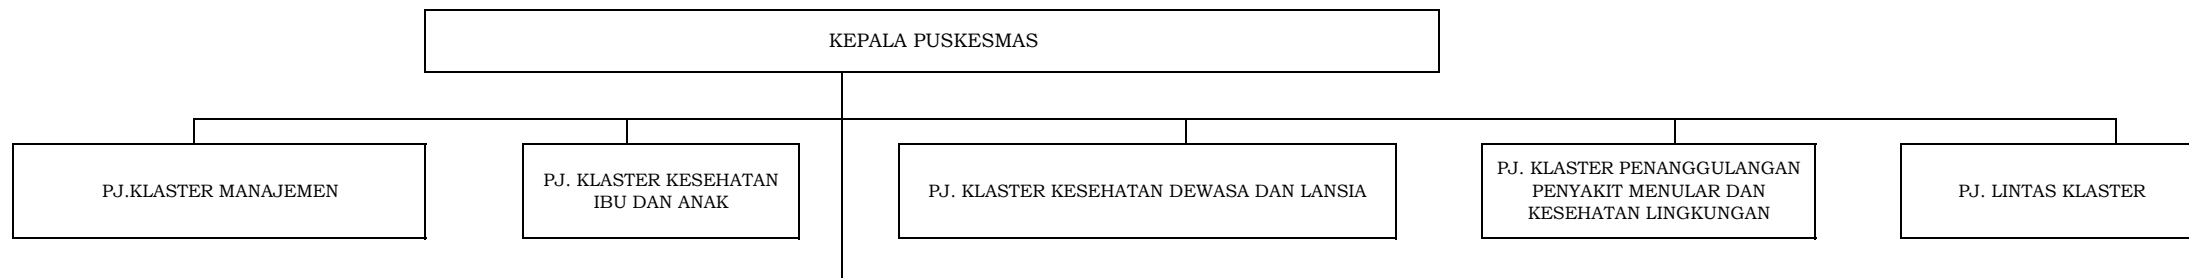 KEPALA PUSKESMAS
PJ.KLASTER MANAJEMEN
PJ. KLASTER KESEHATAN
IBU DAN ANAK
PJ. KLASTER KESEHATAN DEWASA DAN LANSIA
PJ. KLASTER PENANGGULANGAN
PENYAKIT MENULAR DAN
KESEHATAN LINGKUNGAN
PJ. LINTAS KLASTER